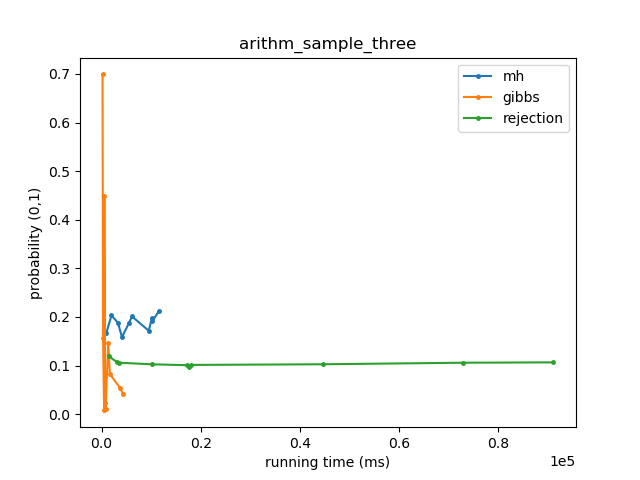 arithm_sample_three
mh
gibbs
rejection
probability (0,1)
0.7
0.6
0.5
0.4
0.3
0.2
0.1
0.0
0.0 0.2 0.4 0.6 0.8
1e5
running time (ms)